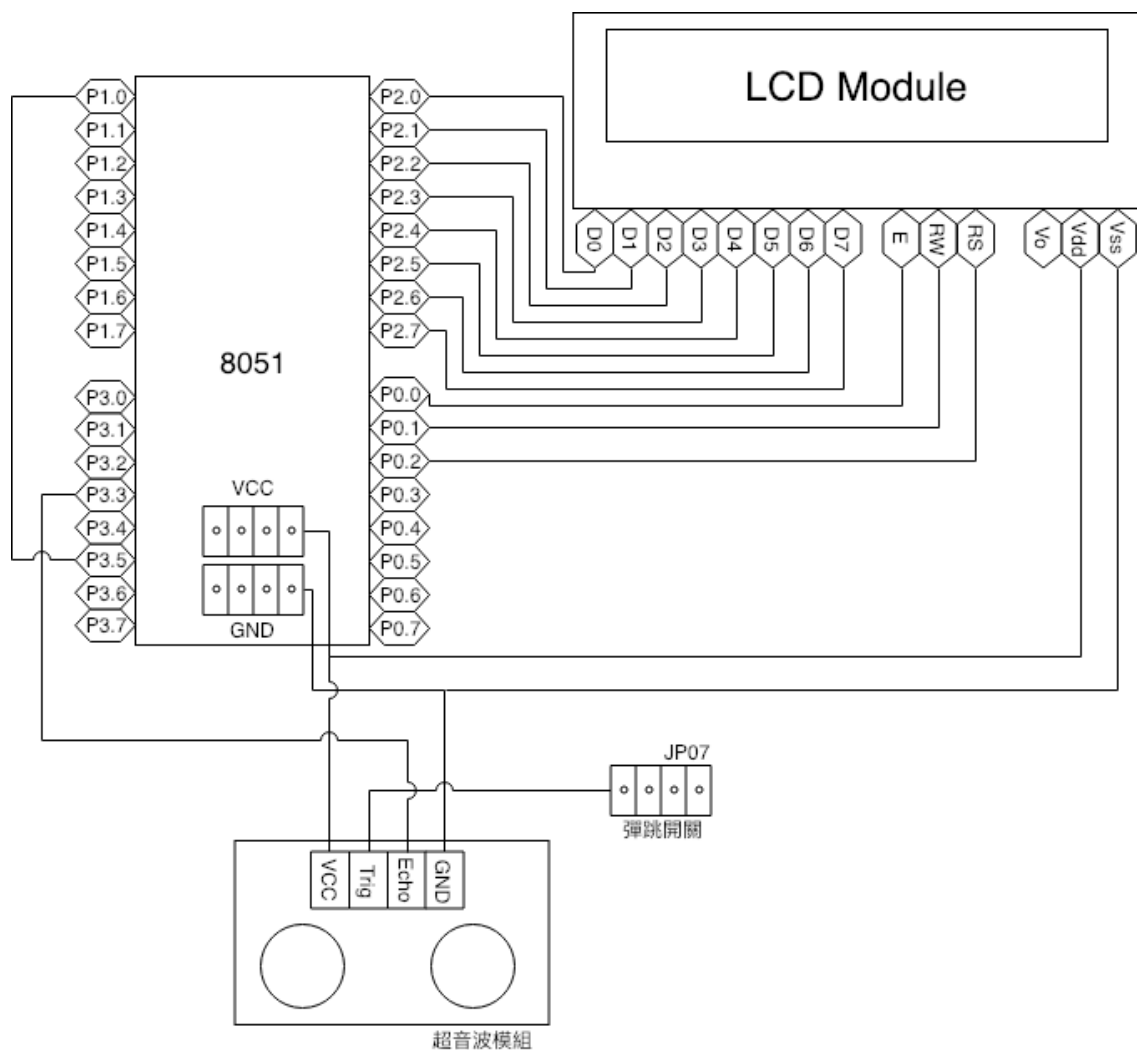 LCD Module
P1.0
P1.1
P1.2
P1.3
P1.4
P1.5
P1.6
P1.7
P3.0
P3.1
P3.2
P3.3
P3.4
P3.5
P3.6
P3.7
8051
VCC
GND
P2.0
P2.1
P2.2
P2.3
P2.4
P2.5
P2.6
P2.7
P0.0
P0.1
P0.2
P0.3
P0.4
P0.5
P0.6
P0.7
D0
D1
D2
D3
D4
D5
D6
D7
E
RW
RS
Vo
Vdd
Vss
JP07
彈跳開關
VCC
Trig
Echo
GND
超音波模組